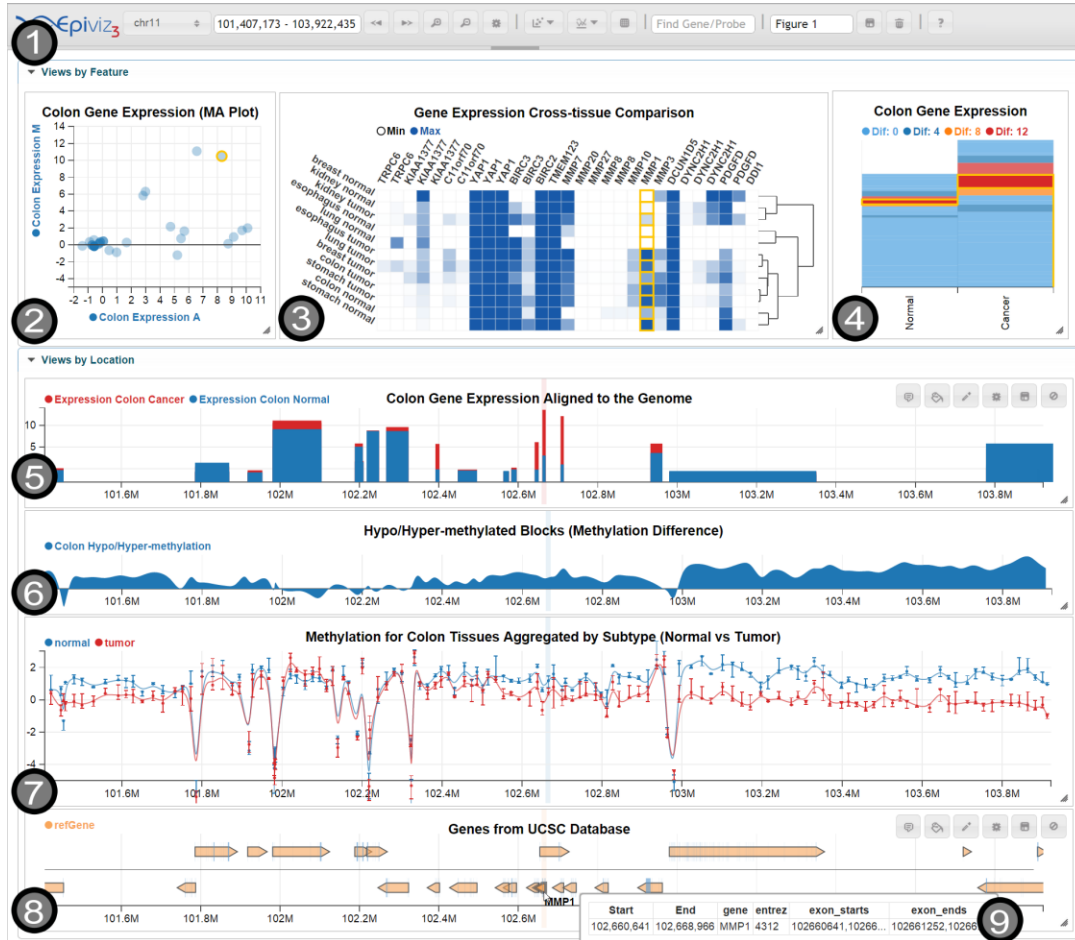 1
Epiviz3 chr11 101,407,173 - 103,922,435 Find Gene/Probe Figure 1 ?
Views by Feature
2
Colon Gene Expression (MA Plot)
Colon Expression M
14
12
10
8
6
4
2
0
-2
-4
-2 -1 0 1 2 3 4 5 6 7 8 9 10 11
Colon Expression A
3
Gene Expression Cross-tissue Comparison
Min Max
TRPC6
TRPC6
KIAA1377
KIAA1377
KIAA1377
C11orf70
C11orf70
YAP1
YAP1
YAP1
BIRC3
BIRC3
BIRC2
TMEM123
MMP7
MMP20
MMP27
MMP8
MMP8
MMP10
MMP1
MMP3
DCUN1D5
DYNC2H1
DYNC2H1
DYNC2H1
PDGFD
PDGFD
DDI1
breast normal
kidney normal
kidney tumor
esophagus normal
lung normal
esophagus tumor
lung tumor
breast tumor
colon tumor
stomach tumor
colon normal
stomach normal
4
Colon Gene Expression
Dif: 0 Dif: 4 Dif: 8 Dif: 12
Normal
Cancer
Views by Location
5
Colon Gene Expression Aligned to the Genome
Expression Colon Cancer Expression Colon Normal
10
5
101.6M 101.8M 102M 102.2M 102.4M 102.6M 102.8M 103M 103.2M 103.4M 103.6M 103.8M
6
Hypo/Hyper-methylated Blocks (Methylation Difference)
Colon Hypo/Hyper-methylation
101.6M 101.8M 102M 102.2M 102.4M 102.6M 102.8M 103M 103.2M 103.4M 103.6M 103.8M
7
Methylation for Colon Tissues Aggregated by Subtype (Normal vs Tumor)
normal tumor
2
0
-2
-4
101.6M 101.8M 102M 102.2M 102.4M 102.6M 102.8M 103M 103.2M 103.4M 103.6M 103.8M
8
Genes from UCSC Database
refGene
101.6M 101.8M 102M 102.2M 102.4M 102.6M
MMP1
9
Start End gene entrez exon_starts exon_ends
102,660,641 102,668,966 MMP1 4312 102660641,10266... 102661252,10266